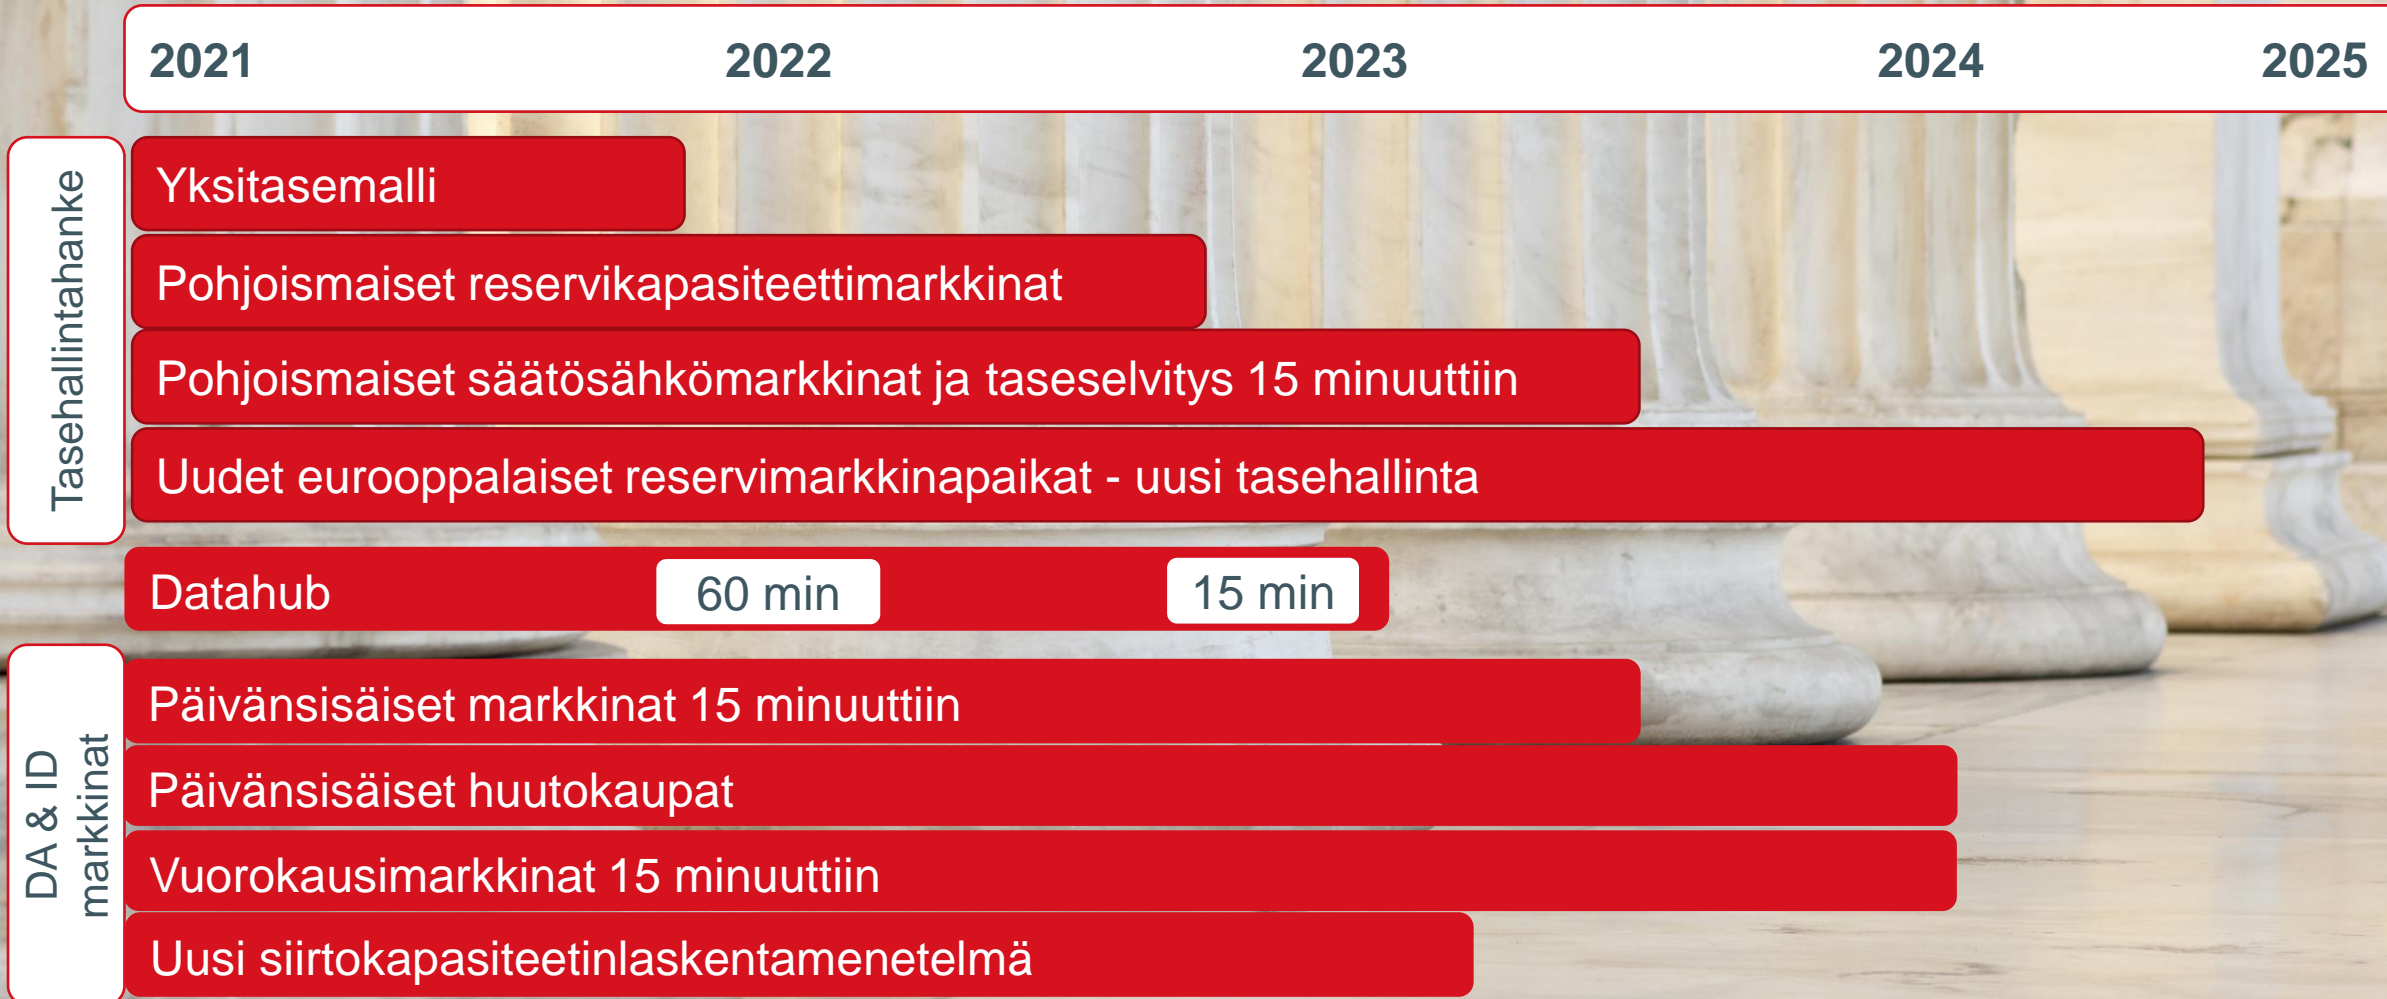 2021 2022 2023 2024 2025
Tasehallintahanke
Yksitasemalli
Pohjoismaiset reservikapasiteettimarkkinat
Pohjoismaiset säätösähkömarkkinat ja taseselvitys 15 minuuttiin
Uudet eurooppalaiset reservimarkkinapaikat - uusi tasehallinta
Datahub 60 min 15 min
DA & ID
markkinat
Päivänsisäiset markkinat 15 minuuttiin
Päivänsisäiset huutokaupat
Vuorokausimarkkinat 15 minuuttiin
Uusi siirtokapasiteetinlaskentamenetelmä